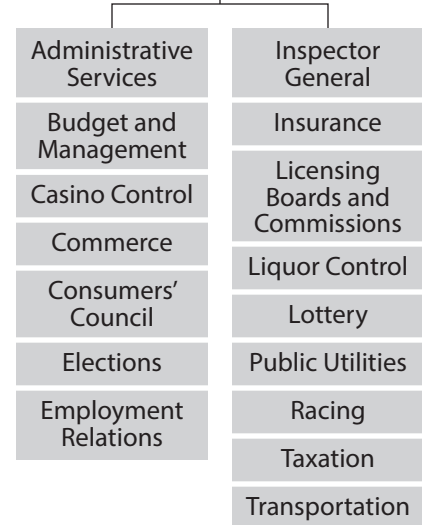 Administrative
Services
Budget and
Management
Casino Control
Commerce
Consumers'
Council
Elections
Employment
Relations
Inspector
General
Insurance
Licensing
Boards and
Commissions
Liquor Control
Lottery
Public Utilities
Racing
Taxation
Transportation